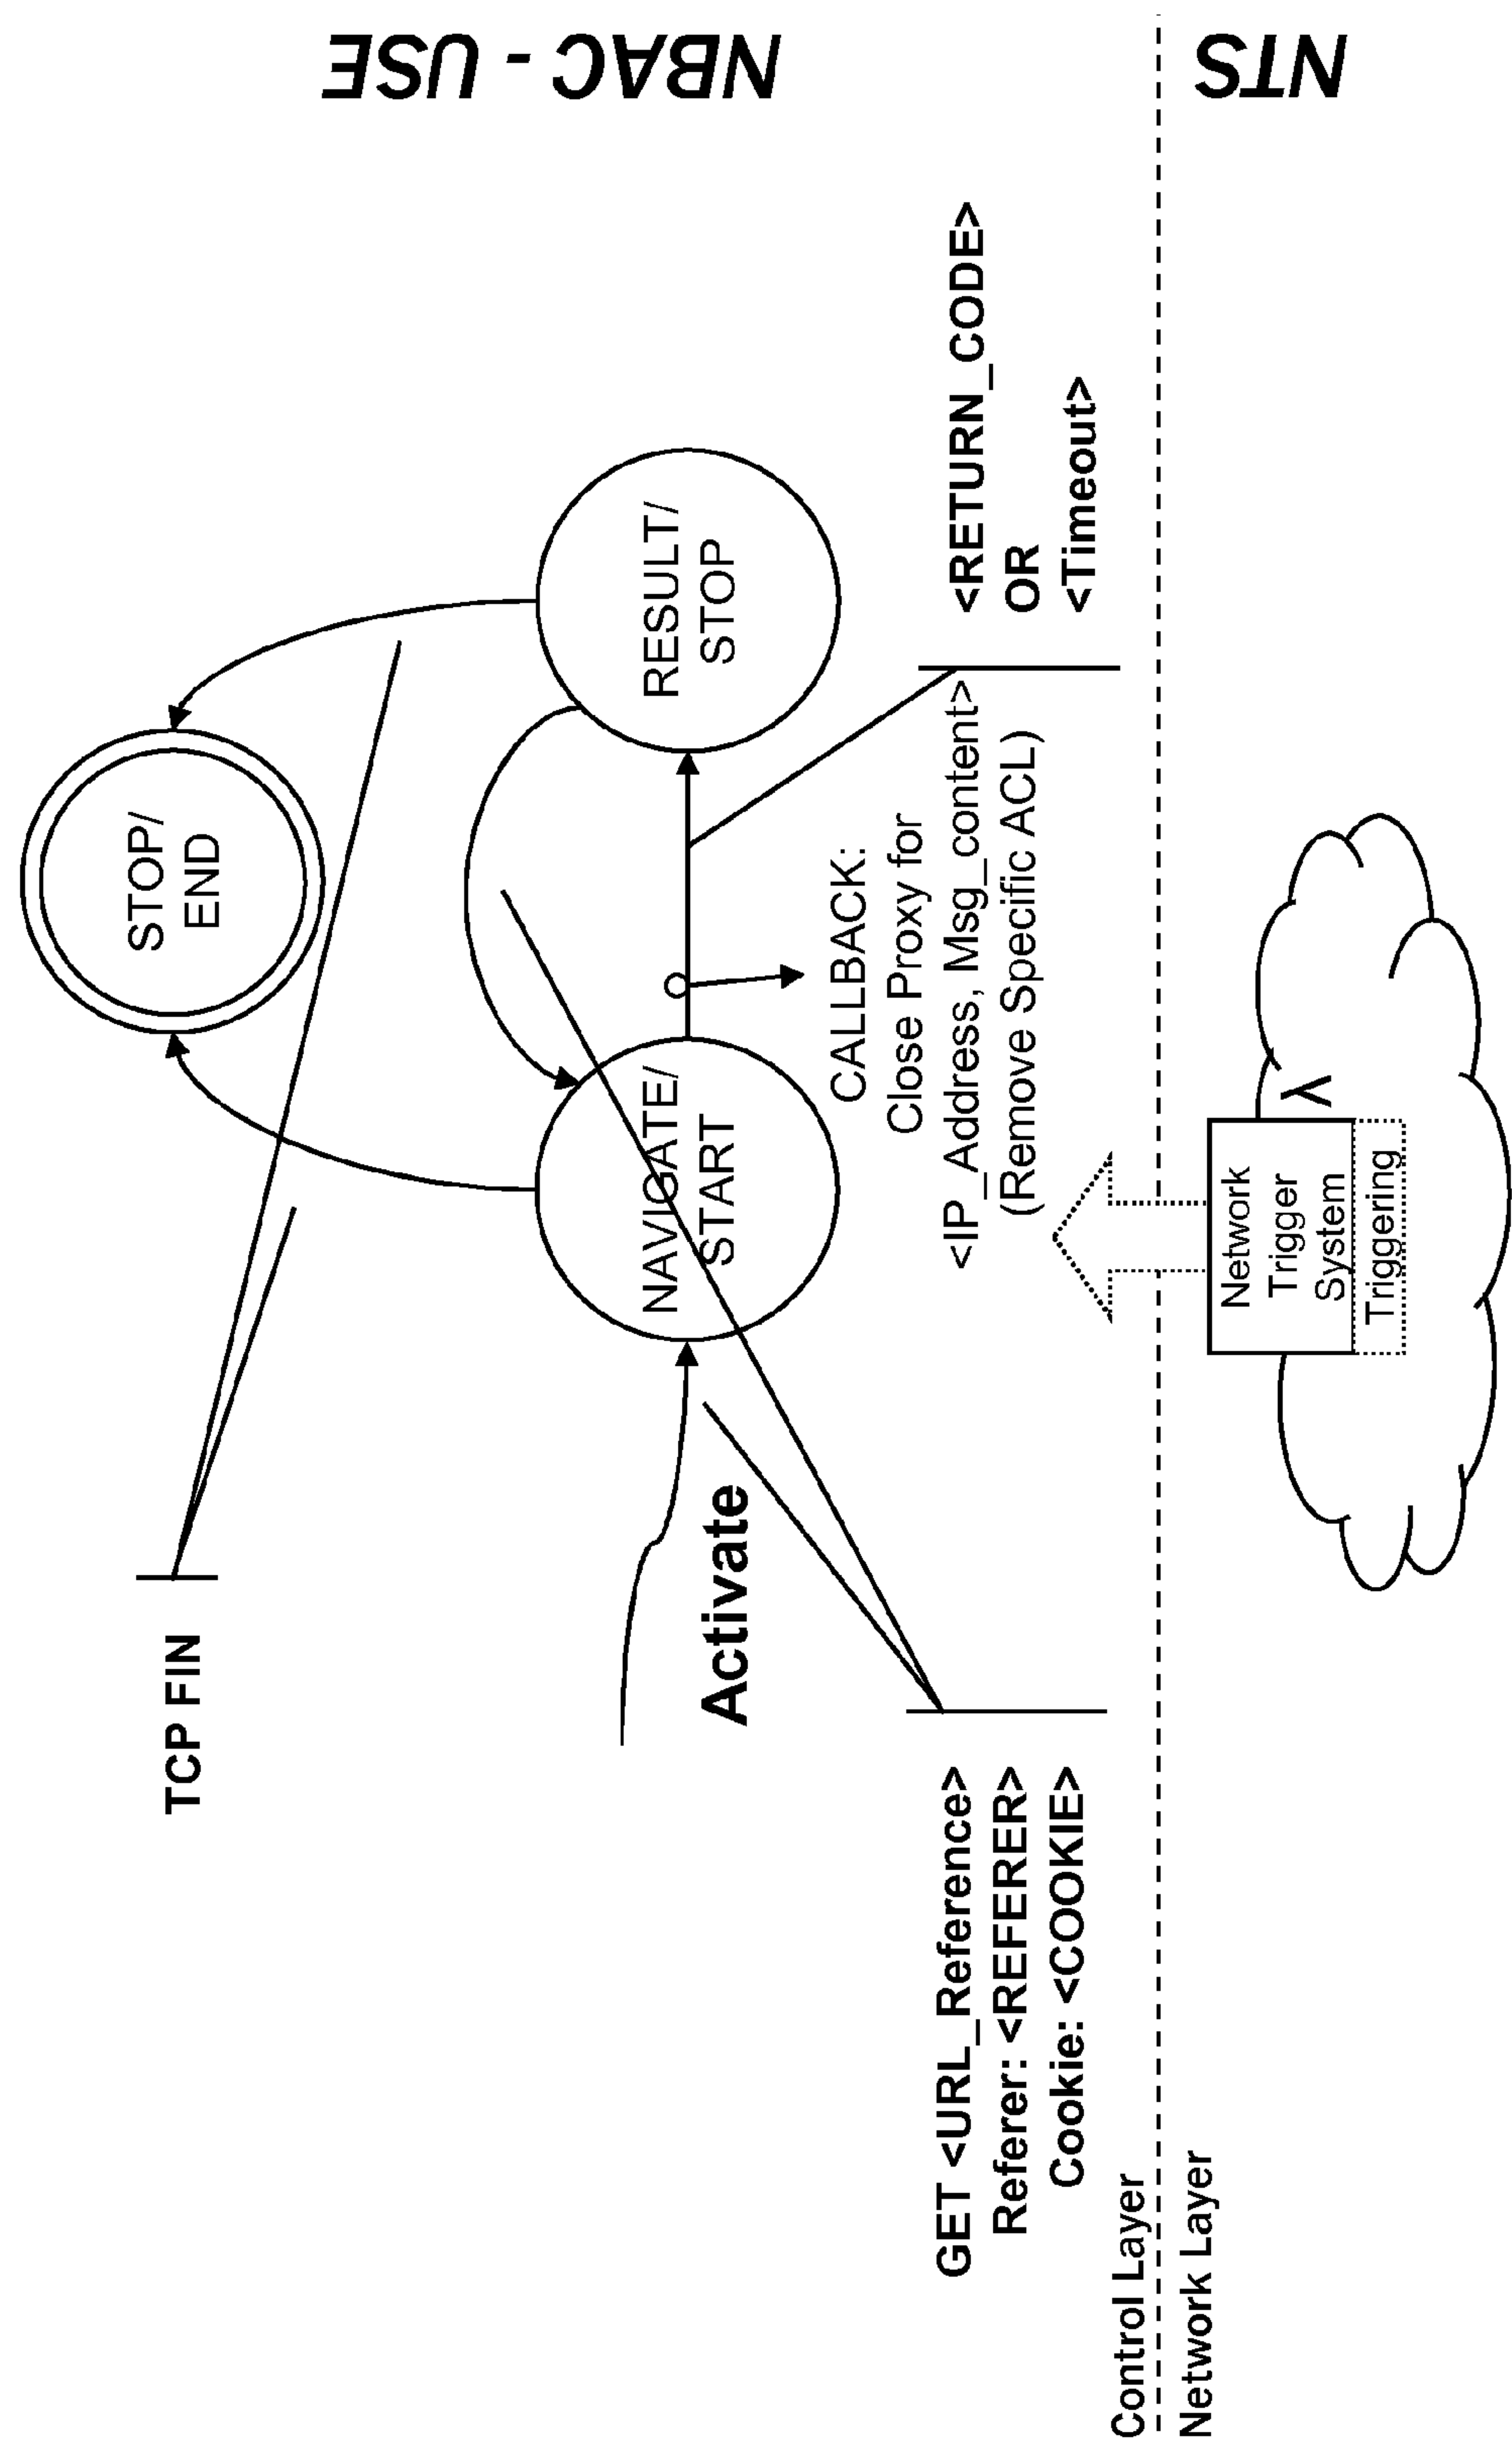 TCP FIN
STOP/
END
NBAC - USE
Activate
NAVIGATE/
START
RESULT/
STOP
CALLBACK:
Close Proxy for
<IP_Address, Msg_content>
(Remove Specific ACL)
GET <URL_Reference>
Referer: <REFERER>
Cookie: <COOKIE>
<RETURN_CODE>
OR
<Timeout>
Control Layer
Network Layer
NTS
Network
Trigger
System
Triggering
Y